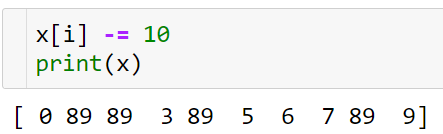 x[i] -= 10
print(x)
[ 0 89 89  3 89  5  6  7 89  9]